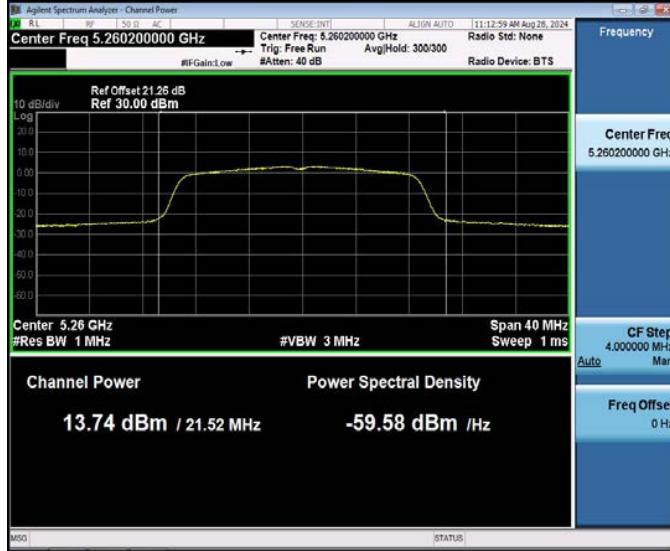 Agilent Spectrum Analyzer - Channel Power
RL RF 50 Ω AC SENSE:INT ALIGN AUTO 11:12:59 AM Aug 28, 2024
Center Freq 5.260200000 GHz
Center Freq: 5.260200000 GHz
Radio Std: None
Trig: Free Run Avg|Hold: 300/300
#IFGain:Low
#Atten: 40 dB
Radio Device: BTS
Ref Offset 21.26 dB
10 dB/div Ref 30.00 dBm
Log
20.0
10.0
0.00
-10.0
-20.0
-30.0
-40.0
-50.0
-60.0
Center 5.26 GHz
Span 40 MHz
#Res BW 1 MHz
#VBW 3 MHz
Sweep 1 ms
Channel Power
Power Spectral Density
13.74 dBm / 21.52 MHz
-59.58 dBm /Hz
MSG
STATUS
Frequency
Center Fre
5.260200000 GH
CF Step
4.000000 MH
Auto Ma
Freq Offse
0 H